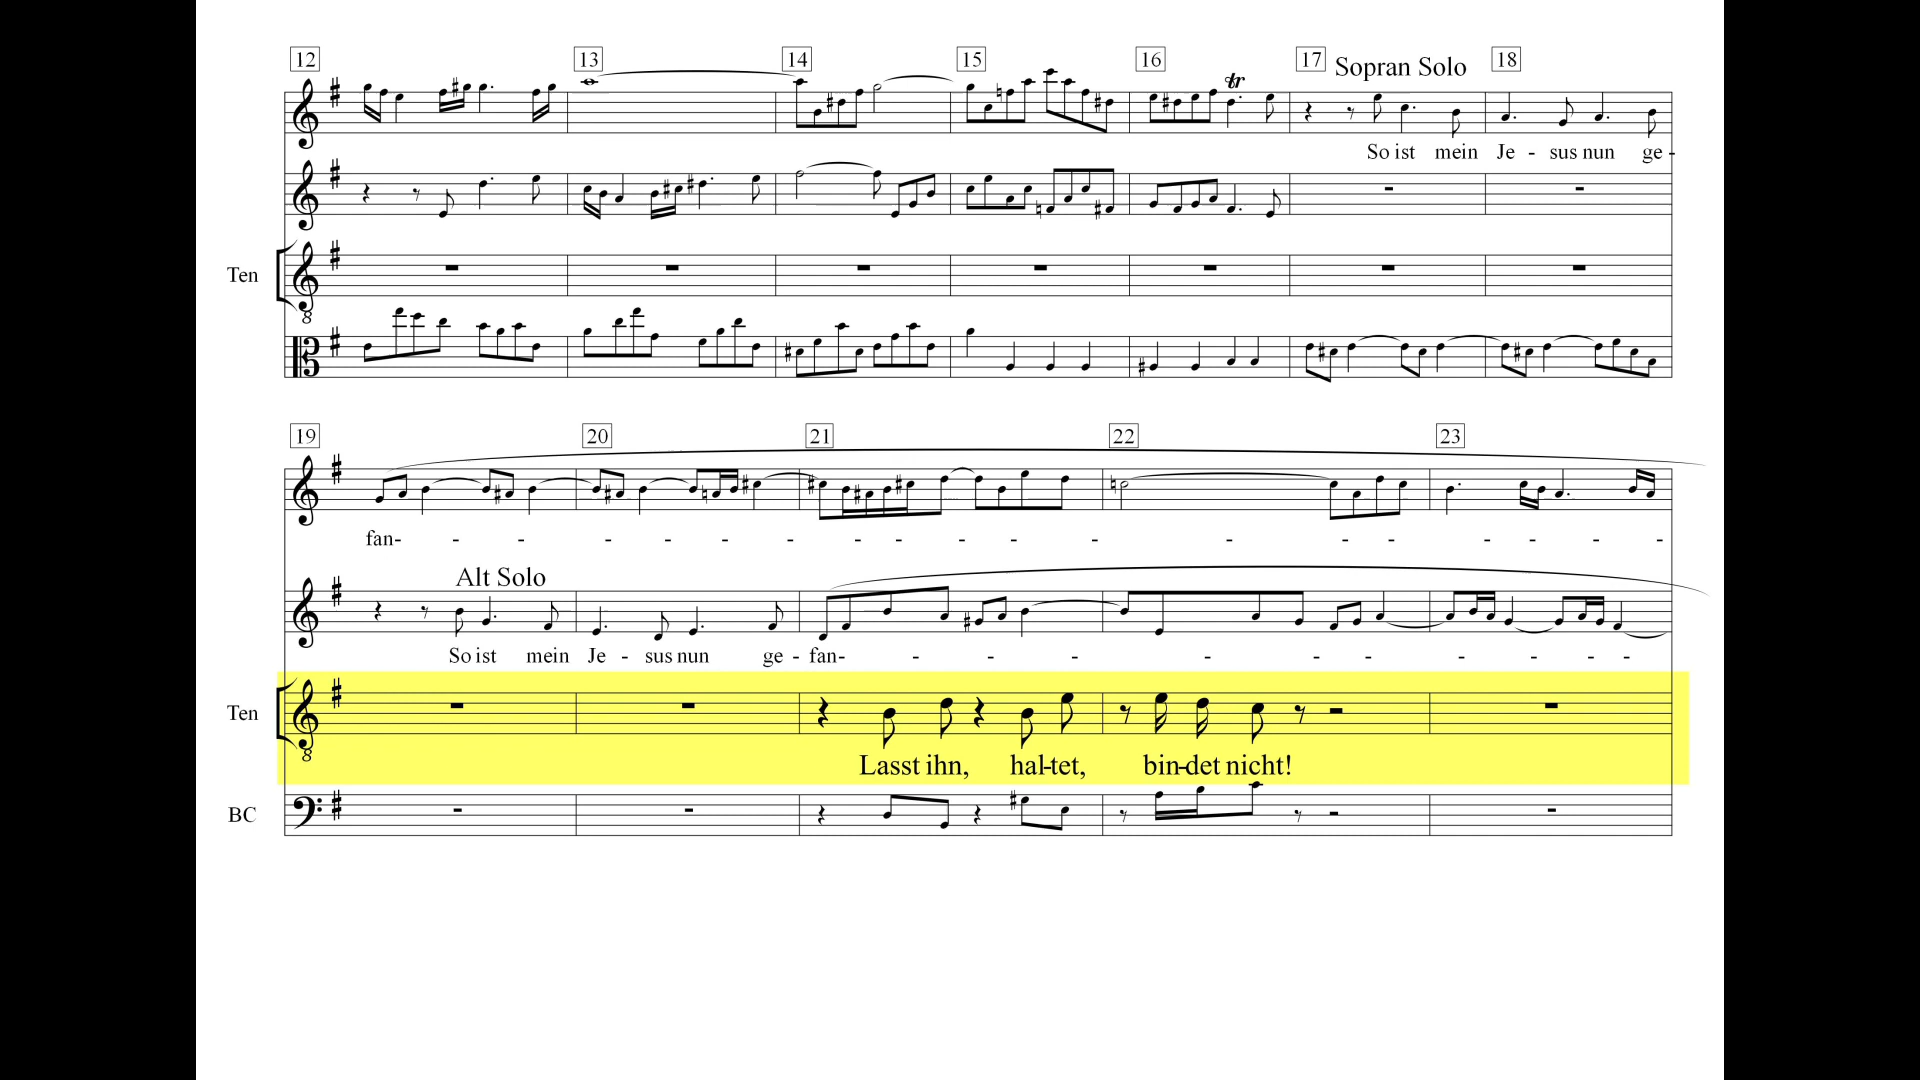 12 13 14 15 16 17 Sopran Solo 18
So ist mein Je - sus nun ge -
Ten
8
19 20 21 22 23
fan- - - - - - - - - - - - - - - - - -
Alt Solo
So ist mein Je - sus nun ge - fan- - - - - - - - - -
Ten
8
Lasst ihn, hal-tet, bin-det nicht!
BC